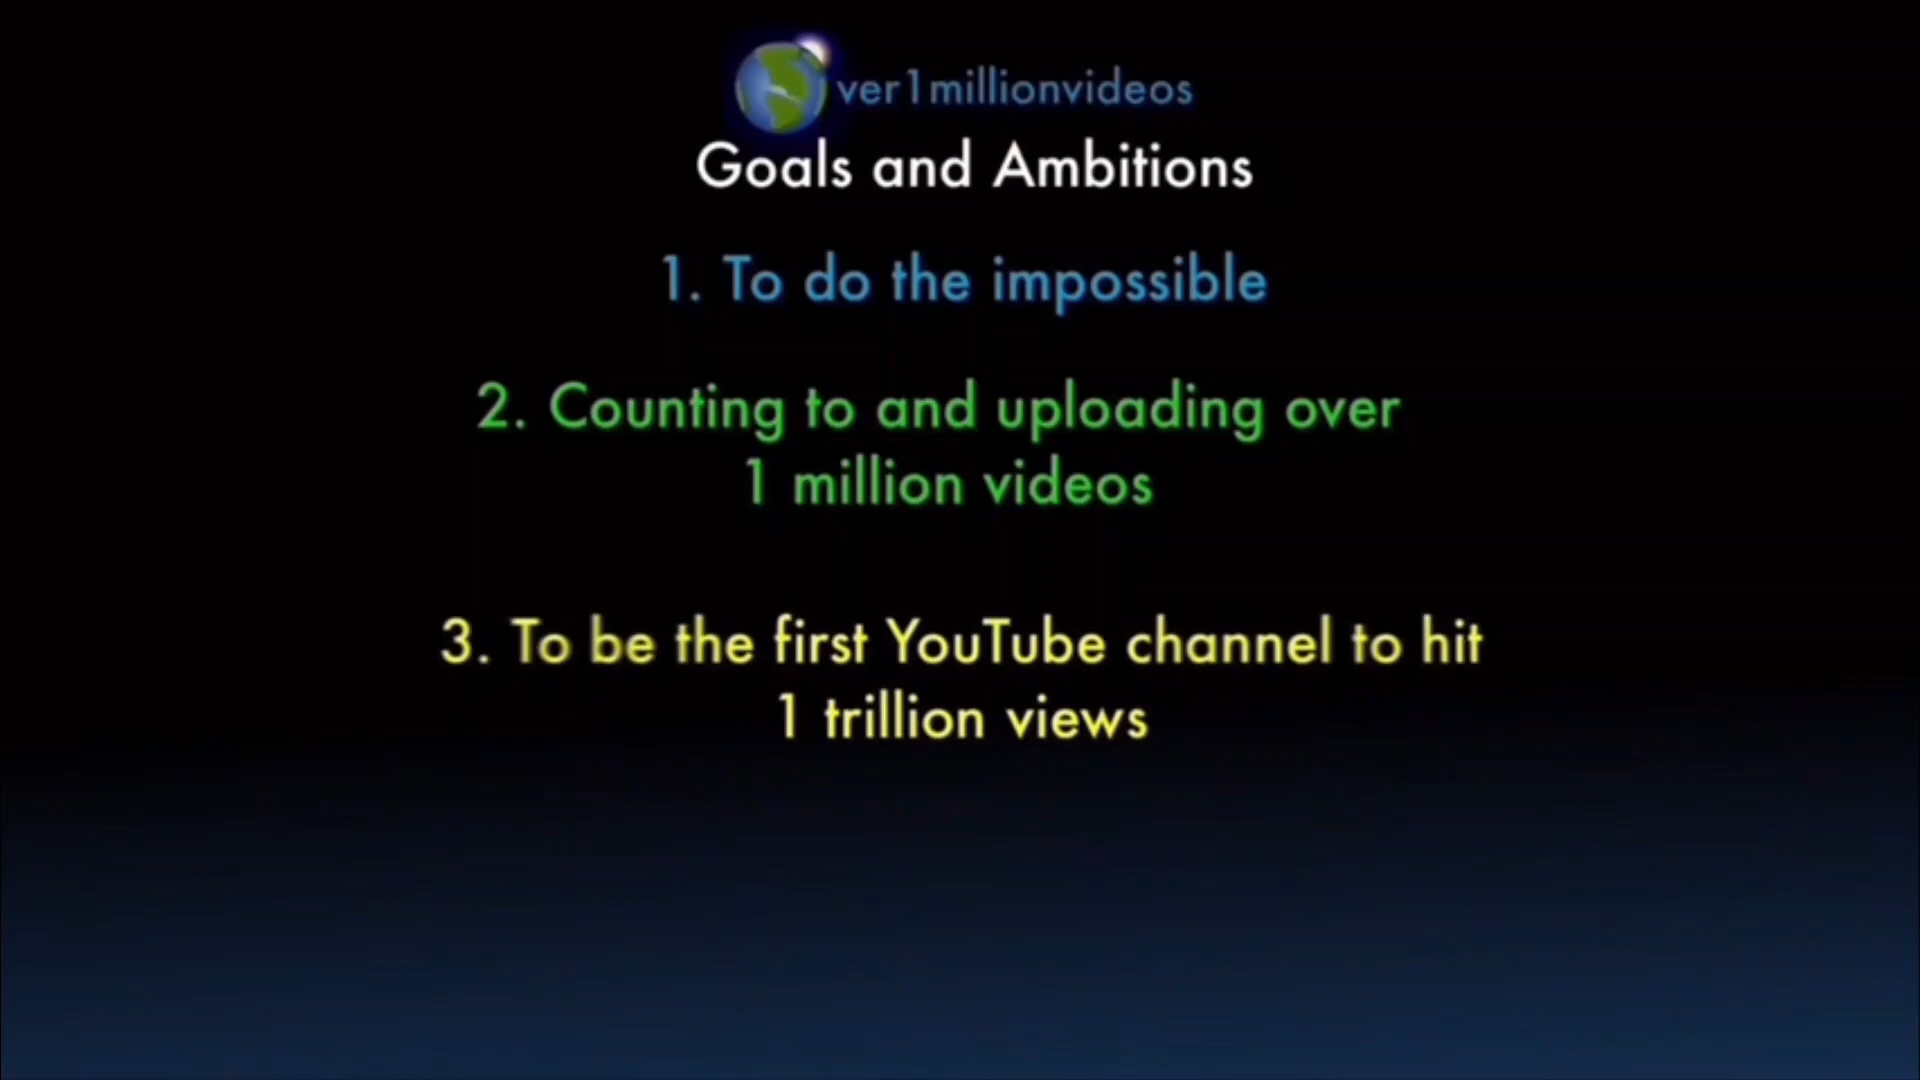 ver1millionvideos
Goals and Ambitions
1. To do the impossible
2. Counting to and uploading over
1 million videos
3. To be the first YouTube channel to hit
1 trillion views